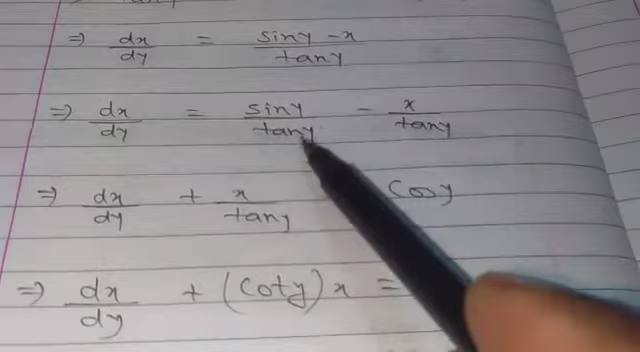 ⇒ dx/dy = siny - x/tany
⇒ dx/dy = siny/tany - x/tany
⇒ dx/dy + x/tany cosy
⇒ dx/dy + (coty)x =